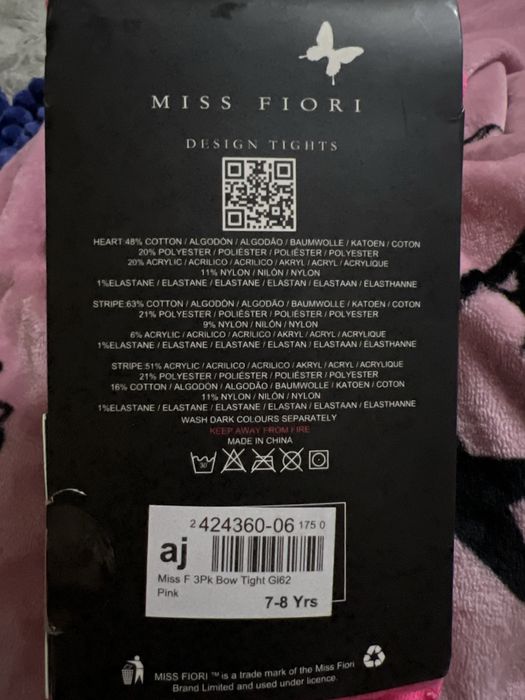 MISS FIORI
DESIGN TIGHTS
HEART:48% COTTON / ALGODÓN / ALGODÃO / BAUMWOLLE / KATOEN / COTON
20% POLYESTER / POLIÉSTER / POLIÉSTER / POLYESTER
20% ACRYLIC / ACRILICO / ACRILICO / AKRYL / ACRYL / ACRYLIQUE
11% NYLON / NILÓN / NYLON
1%ELASTANE / ELASTANE / ELASTANE / ELASTAN / ELASTAAN / ÉLASTHANNE
STRIPE:63% COTTON / ALGODÓN / ALGODÃO / BAUMWOLLE / KATOEN / COTON
21% POLYESTER / POLIÉSTER / POLIÉSTER / POLYESTER
9% NYLON / NILÓN / NYLON
6% ACRYLIC / ACRILICO / ACRILICO / AKRYL / ACRYL / ACRYLIQUE
1%ELASTANE / ELASTANE / ELASTANE / ELASTAN / ELASTAAN / ÉLASTHANNE
STRIPE:51% ACRYLIC / ACRILICO / ACRILICO / AKRYL / ACRYL / ACRYLIQUE
21% POLYESTER / POLIÉSTER / POLIÉSTER / POLYESTER
16% COTTON / ALGODÓN / ALGODÃO / BAUMWOLLE / KATOEN / COTON
11% NYLON / NILÓN / NYLON
1%ELASTANE / ELASTANE / ELASTANE / ELASTAN / ELASTAAN / ÉLASTHANNE
WASH DARK COLOURS SEPARATELY
KEEP AWAY FROM FIRE
MADE IN CHINA
30°
2 424360-06 175 0
aj
Miss F 3Pk Bow Tight Gl62
Pink
7-8 Yrs
MISS FIORI ™ is a trade mark of the Miss Fiori
Brand Limited and used under licence.